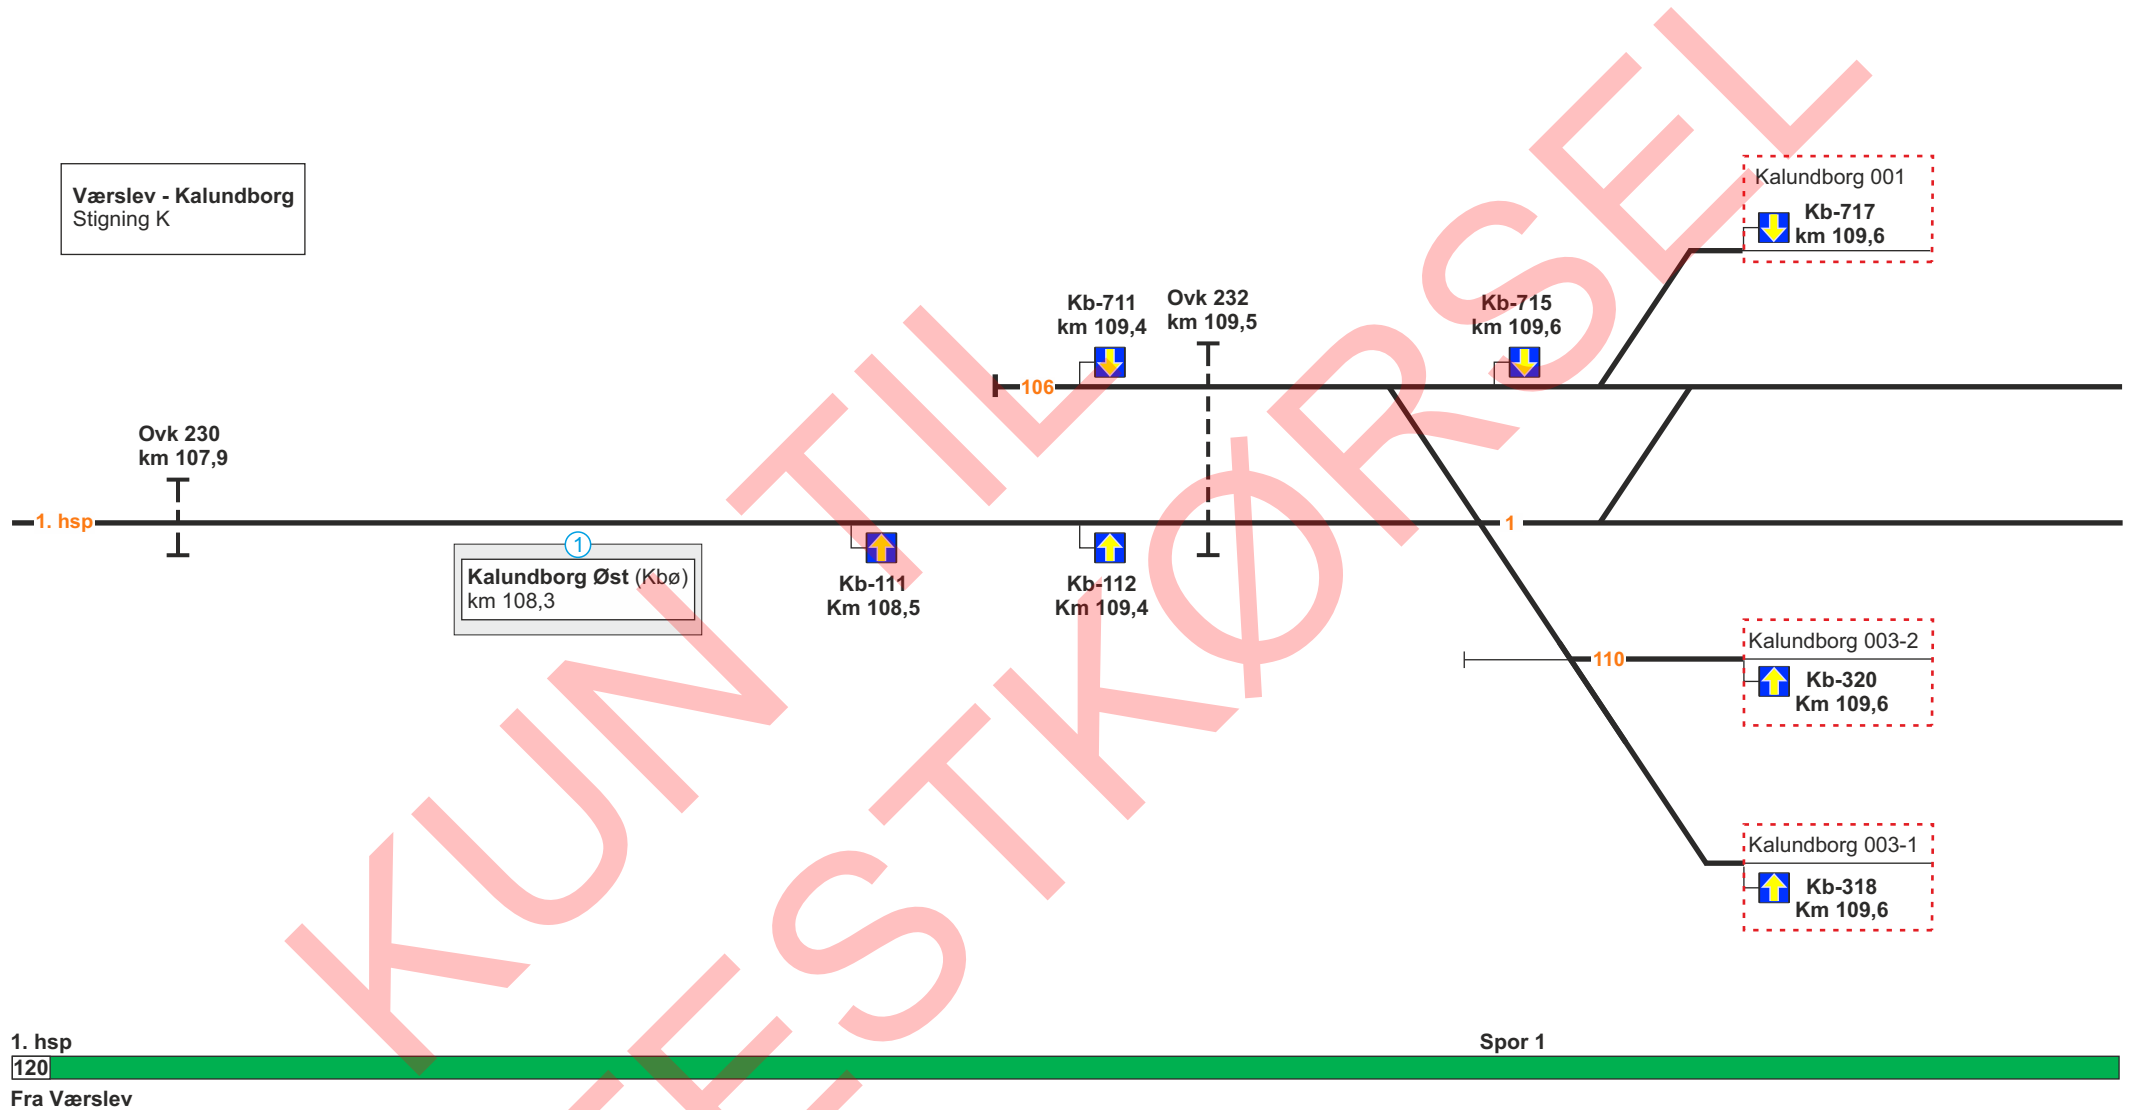 Værslev - Kalundborg
Stigning K
Kalundborg 001
Kb-717
km 109,6
Kb-711
km 109,4
Ovk 232
km 109,5
Kb-715
km 109,6
106
Ovk 230
km 107,9
1. hsp
1
1
Kalundborg Øst (Kbø)
km 108,3
Kb-111
Km 108,5
Kb-112
Km 109,4
Kalundborg 003-2
110
Kb-320
Km 109,6
Kalundborg 003-1
Kb-318
Km 109,6
KUN TIL
TESTKØRSEL
1. hsp
Spor 1
120
Fra Værslev